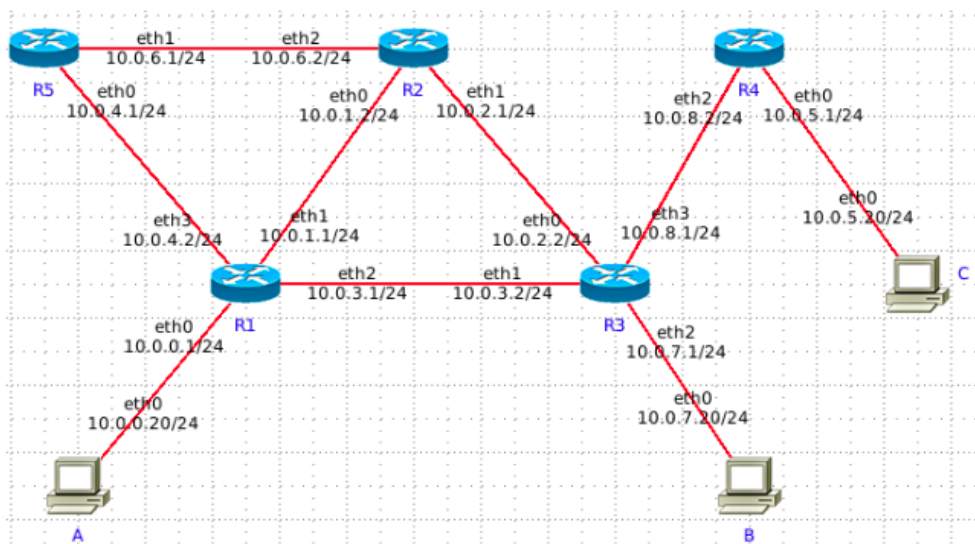 eth1
10.0.6.1/24
eth2
10.0.6.2/24
R5
R2
R4
eth0
10.0.4.1/24
eth0
10.0.1.2/24
eth1
10.0.2.1/24
eth2
10.0.8.2/24
eth0
10.0.5.1/24
eth3
10.0.4.2/24
eth1
10.0.1.1/24
eth0
10.0.2.2/24
eth3
10.0.8.1/24
eth0
10.0.5.20/24
eth2
10.0.3.1/24
eth1
10.0.3.2/24
C
R1
R3
eth0
10.0.0.1/24
eth2
10.0.7.1/24
eth0
10.0.0.20/24
eth0
10.0.7.20/24
A
B